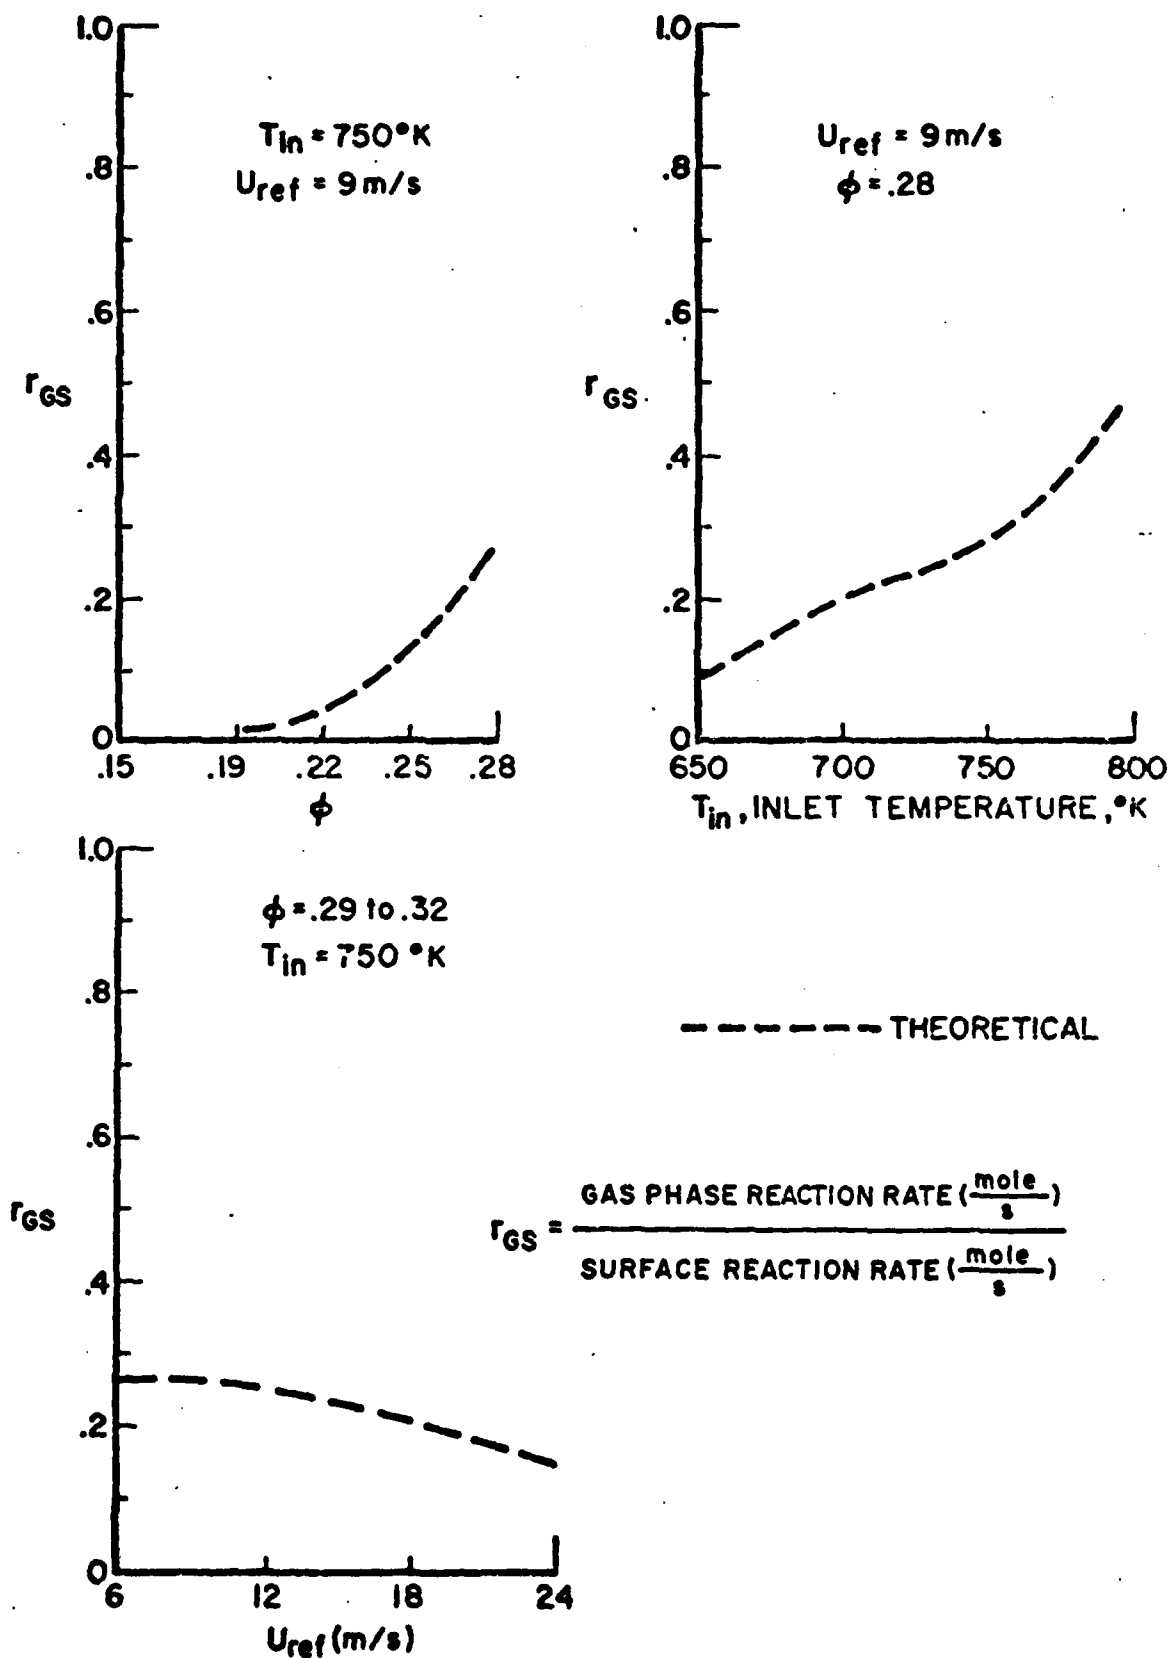 1.0
.8
.6
.4
.2
0
rGS
Tin = 750°K
Uref = 9 m/s
.15 .19 .22 .25 .28
ϕ
1.0
.8
.6
.4
.2
0
rGS
Uref = 9 m/s
ϕ = .28
650 700 750 800
Tin, INLET TEMPERATURE, °K
1.0
.8
.6
.4
.2
0
rGS
ϕ = .29 to .32
Tin = 750 °K
6 12 18 24
Uref (m/s)
THEORETICAL
rGS = GAS PHASE REACTION RATE (mole/s)
SURFACE REACTION RATE (mole/s)